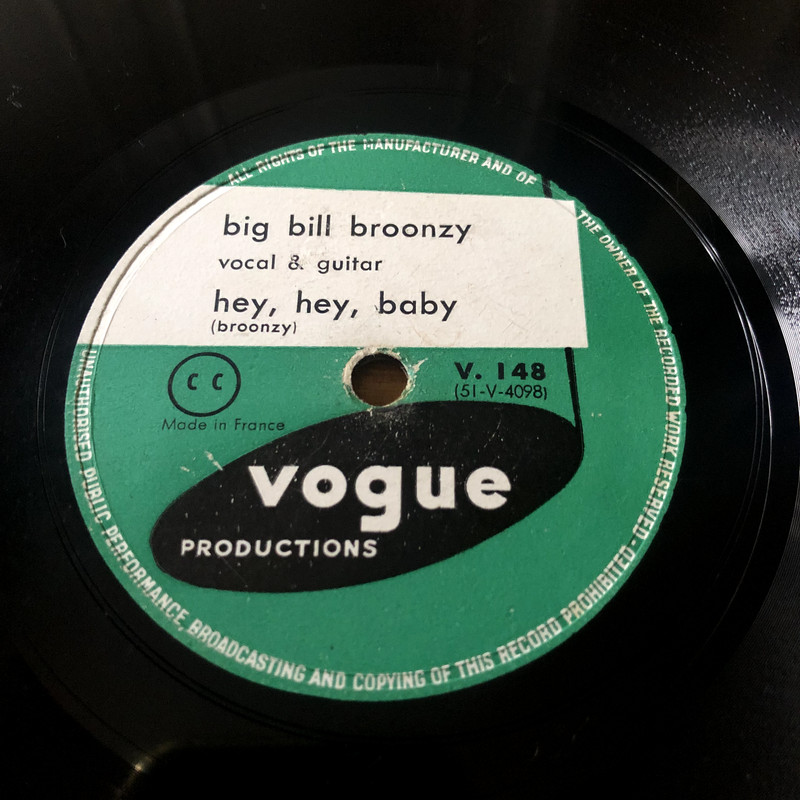 ALL RIGHTS OF THE MANUFACTURER AND OF THE OWNER OF THE RECORDED WORK RESERVED · UNAUTHORISED PUBLIC PERFORMANCE, BROADCASTING AND COPYING OF THIS RECORD PROHIBITED ·
big bill broonzy
vocal & guitar
hey, hey, baby
(broonzy)
C C
Made in France
V. 148
(51-V-4098)
vogue
PRODUCTIONS